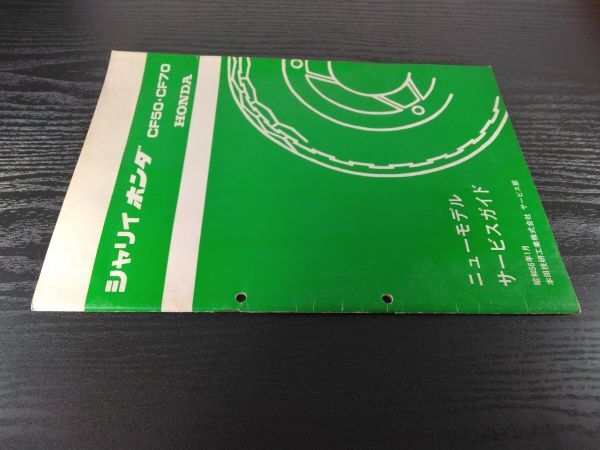 シャリィ ホンダ CF50・CF70
HONDA
ニューモデル
サービスガイド
昭和56年1月
本田技研工業株式会社 サービス部